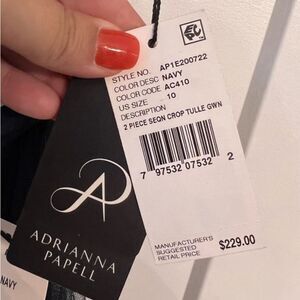 STYLE NO. AP1E200722
COLOR DESC NAVY
COLOR CODE AC410
US SIZE 10
DESCRIPTION
2 PIECE SEQN CROP TULLE GWN
7 97532 07532 2
MANUFACTURER'S
SUGGESTED
RETAIL PRICE $229.00
ADRIANNA
PAPELL
NAVY